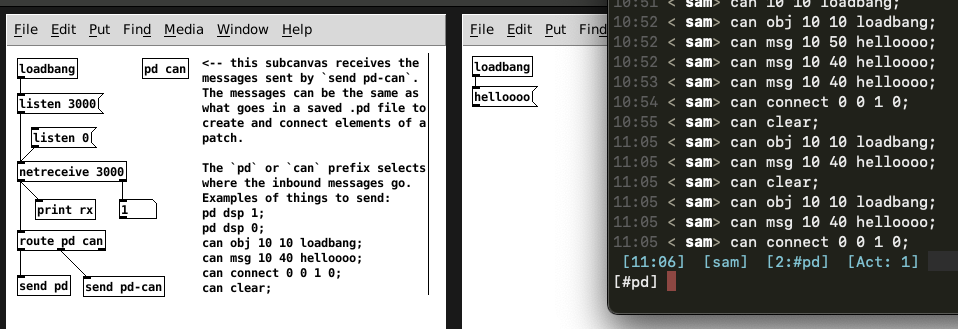 File Edit Put Find Media Window Help
loadbang
pd can
listen 3000
listen 0
netreceive 3000
print rx
1
route pd can
send pd
send pd-can
<-- this subcanvas receives the
messages sent by `send pd-can`.
The messages can be the same as
what goes in a saved .pd file to
create and connect elements of a
patch.
The `pd` or `can` prefix selects
where the inbound messages go.
Examples of things to send:
pd dsp 1;
pd dsp 0;
can obj 10 10 loadbang;
can msg 10 40 helloooo;
can connect 0 0 1 0;
can clear;
File Edit Put Find
loadbang
helloooo
10:51 < sam> can 10 10 loadbang;
10:52 < sam> can obj 10 10 loadbang;
10:52 < sam> can msg 10 50 helloooo;
10:52 < sam> can msg 10 40 helloooo;
10:53 < sam> can msg 10 40 helloooo;
10:54 < sam> can connect 0 0 1 0;
10:55 < sam> can clear;
11:05 < sam> can obj 10 10 loadbang;
11:05 < sam> can msg 10 40 helloooo;
11:05 < sam> can clear;
11:05 < sam> can obj 10 10 loadbang;
11:05 < sam> can msg 10 40 helloooo;
11:05 < sam> can connect 0 0 1 0;
[11:06] [sam] [2:#pd] [Act: 1]
[#pd]